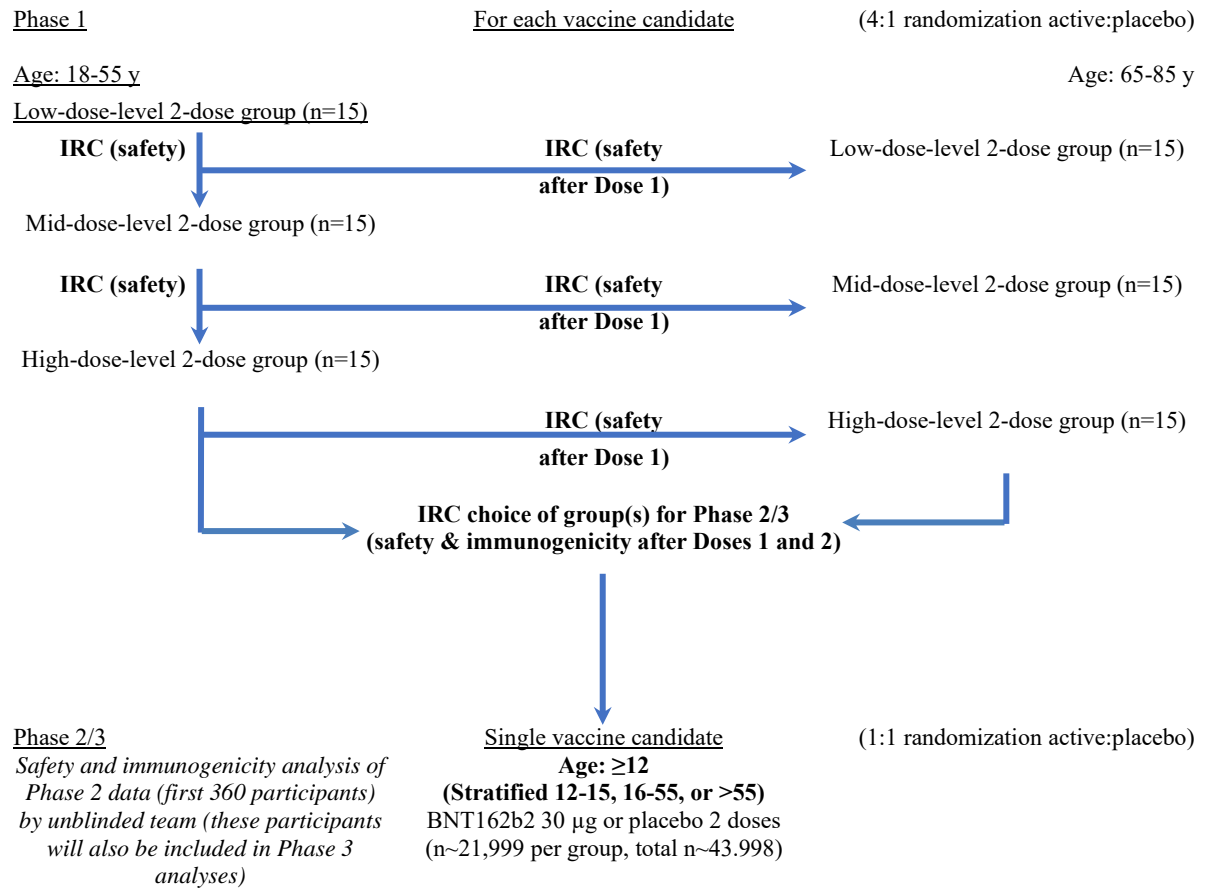 Phase 1 For each vaccine candidate (4:1 randomization active:placebo)
Age: 18-55 y Age: 65-85 y
Low-dose-level 2-dose group (n=15)
IRC (safety) IRC (safety Low-dose-level 2-dose group (n=15)
after Dose 1)
Mid-dose-level 2-dose group (n=15)
IRC (safety) IRC (safety Mid-dose-level 2-dose group (n=15)
after Dose 1)
High-dose-level 2-dose group (n=15)
IRC (safety High-dose-level 2-dose group (n=15)
after Dose 1)
IRC choice of group(s) for Phase 2/3
(safety & immunogenicity after Doses 1 and 2)
Phase 2/3 Single vaccine candidate (1:1 randomization active:placebo)
Safety and immunogenicity analysis of
Phase 2 data (first 360 participants)
by unblinded team (these participants
will also be included in Phase 3
analyses)
Age: ≥12
(Stratified 12-15, 16-55, or >55)
BNT162b2 30 µg or placebo 2 doses
(n~21,999 per group, total n~43.998)